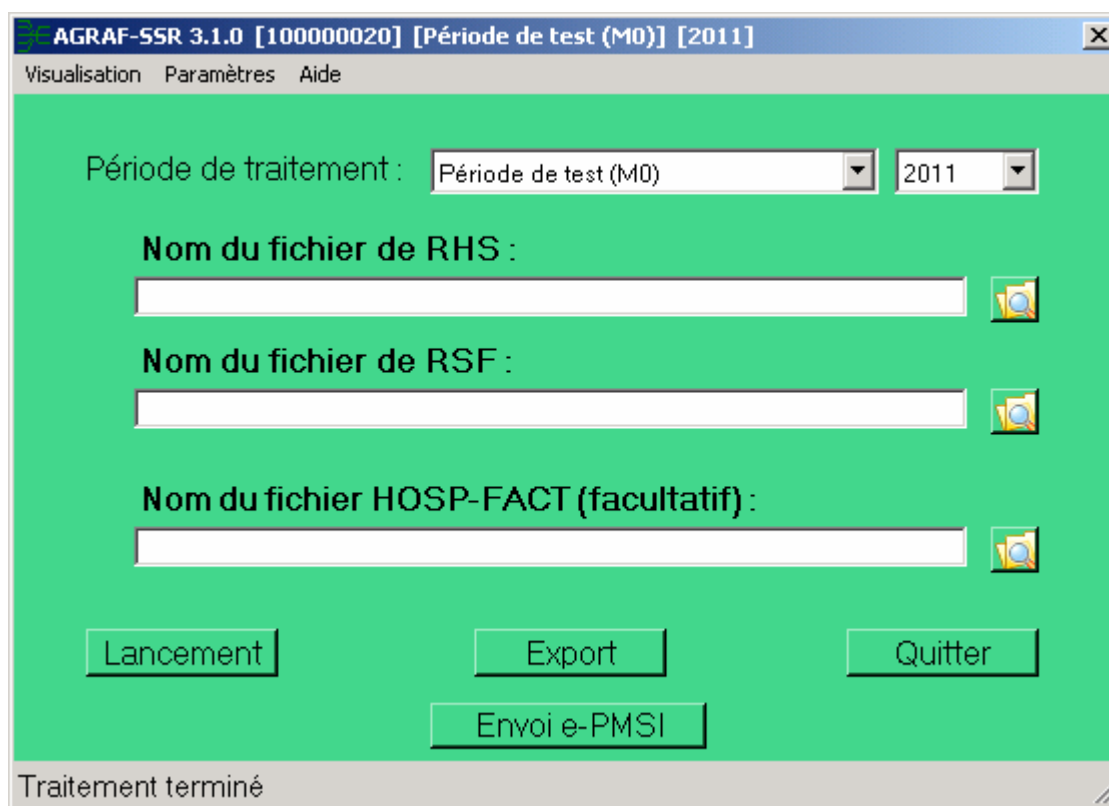 AGRAF-SSR 3.1.0 [100000020] [Période de test (M0)] [2011]
Visualisation Paramètres Aide
Période de traitement : Période de test (M0) 2011
Nom du fichier de RHS :
Nom du fichier de RSF :
Nom du fichier HOSP-FACT (facultatif) :
Lancement Export Quitter
Envoi e-PMSI
Traitement terminé